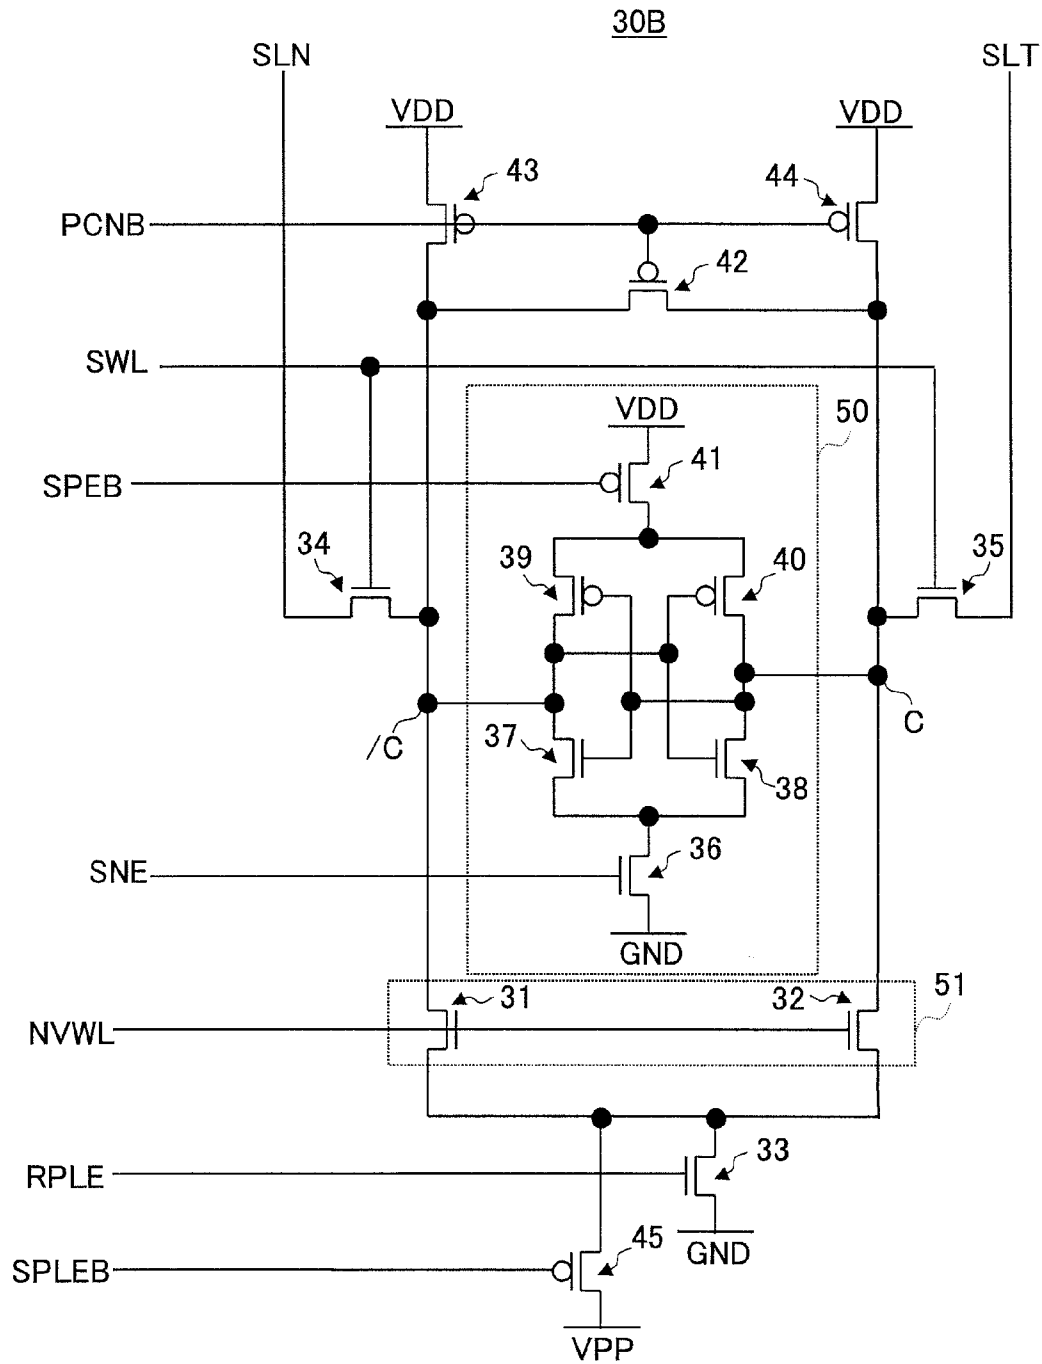 30B
SLN
SLT
VDD
VDD
43
44
PCNB
42
SWL
VDD
50
41
SPEB
34
39
40
35
/C
C
37
38
SNE
36
GND
31
32
51
NVWL
RPLE
33
GND
45
SPLEB
VPP